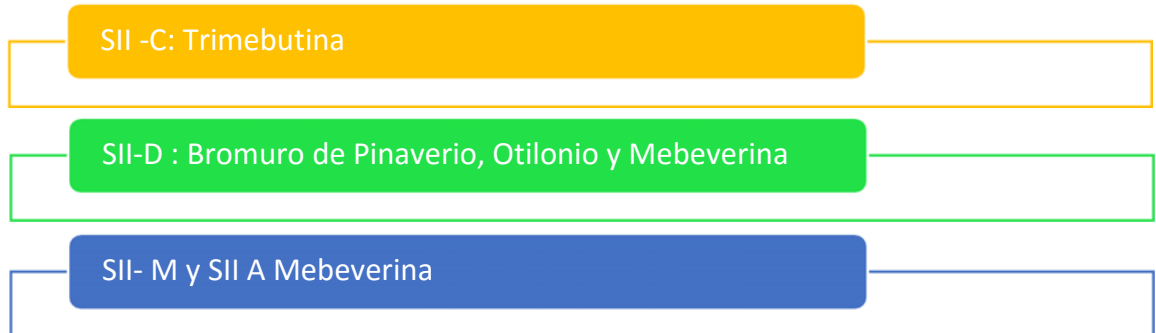 SII -C: Trimebutina
SII-D : Bromuro de Pinaverio, Otilonio y Mebeverina
SII- M y SII A Mebeverina